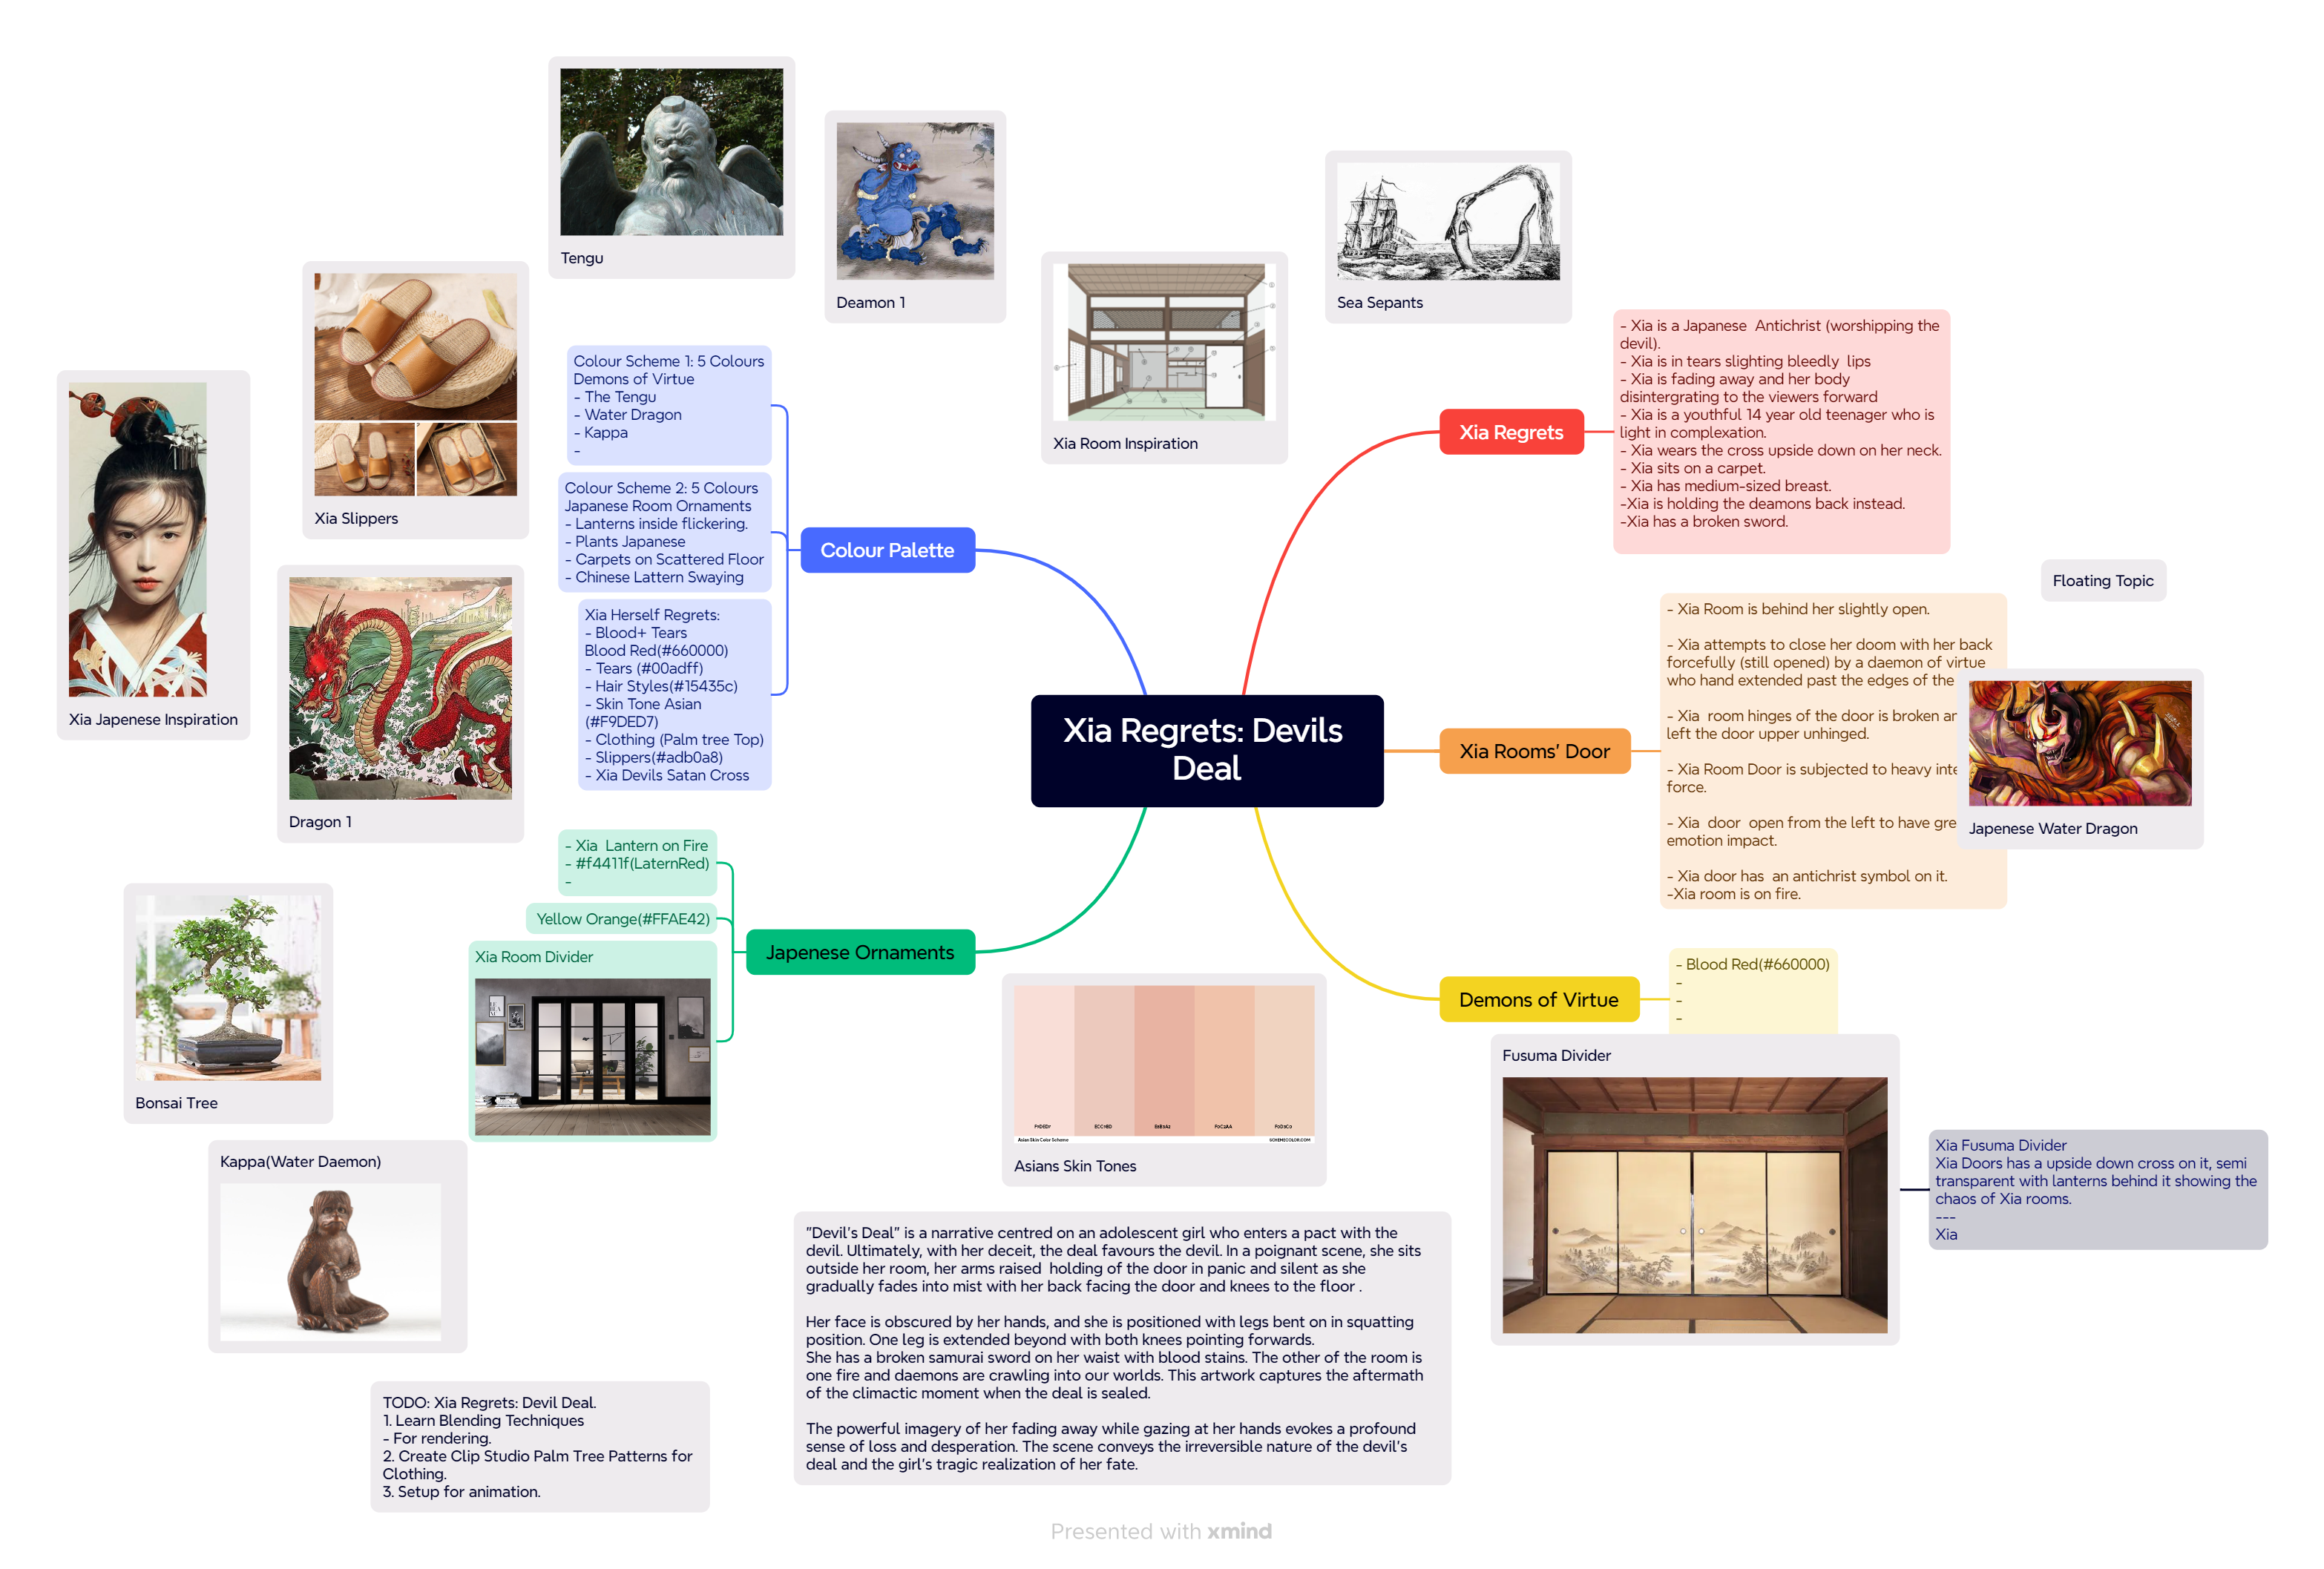 Tengu
Deamon 1
Xia Room Inspiration
Sea Sepants
Xia Slippers
Xia Japenese Inspiration
Dragon 1
Colour Scheme 1: 5 Colours
Demons of Virtue
- The Tengu
- Water Dragon
- Kappa
-
Colour Scheme 2: 5 Colours
Japanese Room Ornaments
- Lanterns inside flickering.
- Plants Japanese
- Carpets on Scattered Floor
- Chinese Lattern Swaying
Xia Herself Regrets:
- Blood+ Tears
Blood Red(#660000)
- Tears (#00adff)
- Hair Styles(#15435c)
- Skin Tone Asian
(#F9DED7)
- Clothing (Palm tree Top)
- Slippers(#adb0a8)
- Xia Devils Satan Cross
Colour Palette
Xia Regrets
- Xia is a Japanese  Antichrist (worshipping the
devil).
- Xia is in tears slighting bleedly  lips
- Xia is fading away and her body
disintergrating to the viewers forward
- Xia is a youthful 14 year old teenager who is
light in complexation.
- Xia wears the cross upside down on her neck.
- Xia sits on a carpet.
- Xia has medium-sized breast.
-Xia is holding the deamons back instead.
-Xia has a broken sword.
Floating Topic
Xia Regrets: Devils
Deal
Xia Rooms' Door
- Xia Room is behind her slightly open.
- Xia attempts to close her doom with her back
forcefully (still opened) by a daemon of virtue
who hand extended past the edges of the
- Xia  room hinges of the door is broken
left the door upper unhinged.
- Xia Room Door is subjected to heavy
force.
- Xia  door  open from the left to have
emotion impact.
- Xia door has  an antichrist symbol on it.
-Xia room is on fire.
Japenese Water Dragon
- Xia  Lantern on Fire
- #f4411f(LaternRed)
-
Yellow Orange(#FFAE42)
Xia Room Divider
Japenese Ornaments
Demons of Virtue
- Blood Red(#660000)
-
-
-
Bonsai Tree
Kappa(Water Daemon)
Asian Skin Color Scheme
SCHEMECOLOR.COM
Asians Skin Tones
Fusuma Divider
Xia Fusuma Divider
Xia Doors has a upside down cross on it, semi
transparent with lanterns behind it showing the
chaos of Xia rooms.
---
Xia
"Devil's Deal" is a narrative centred on an adolescent girl who enters a pact with the
devil. Ultimately, with her deceit, the deal favours the devil. In a poignant scene, she sits
outside her room, her arms raised  holding of the door in panic and silent as she
gradually fades into mist with her back facing the door and knees to the floor .
Her face is obscured by her hands, and she is positioned with legs bent on in squatting
position. One leg is extended beyond with both knees pointing forwards.
She has a broken samurai sword on her waist with blood stains. The other of the room is
one fire and daemons are crawling into our worlds. This artwork captures the aftermath
of the climactic moment when the deal is sealed.
The powerful imagery of her fading away while gazing at her hands evokes a profound
sense of loss and desperation. The scene conveys the irreversible nature of the devil's
deal and the girl's tragic realization of her fate.
TODO: Xia Regrets: Devil Deal.
1. Learn Blending Techniques
- For rendering.
2. Create Clip Studio Palm Tree Patterns for
Clothing.
3. Setup for animation.
Presented with xmind